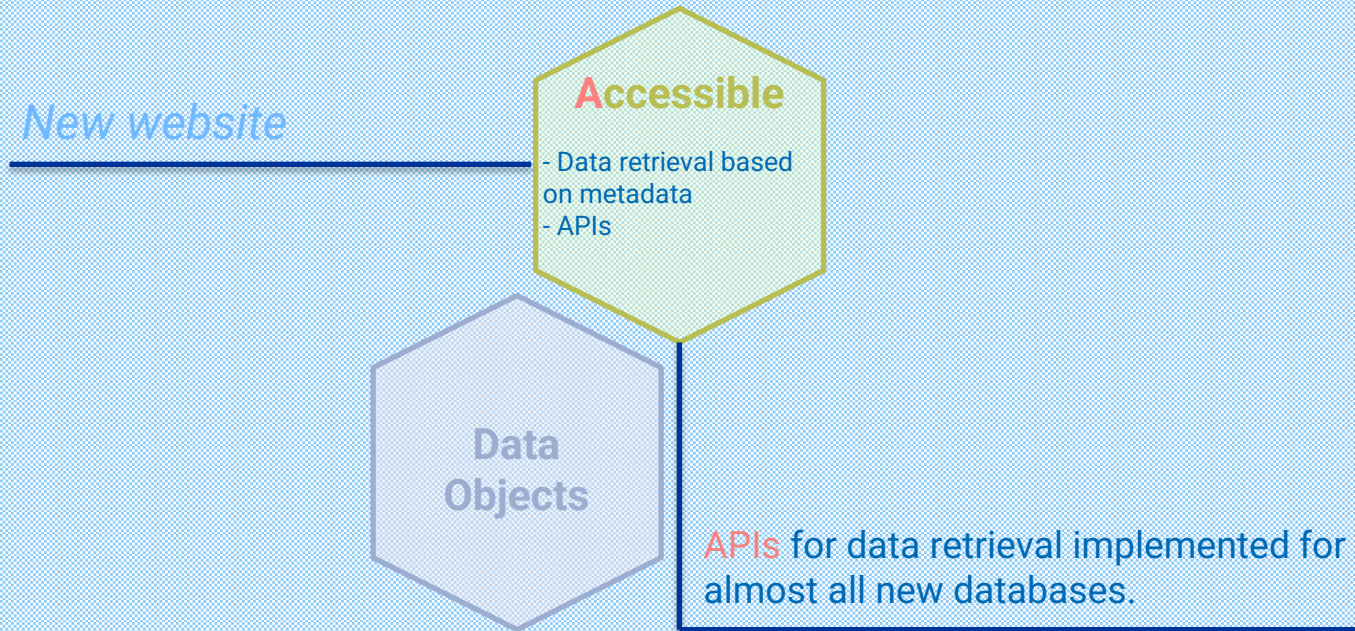 New website
Accessible
- Data retrieval based
on metadata
- APIs
Data
Objects
APIs for data retrieval implemented for
almost all new databases.